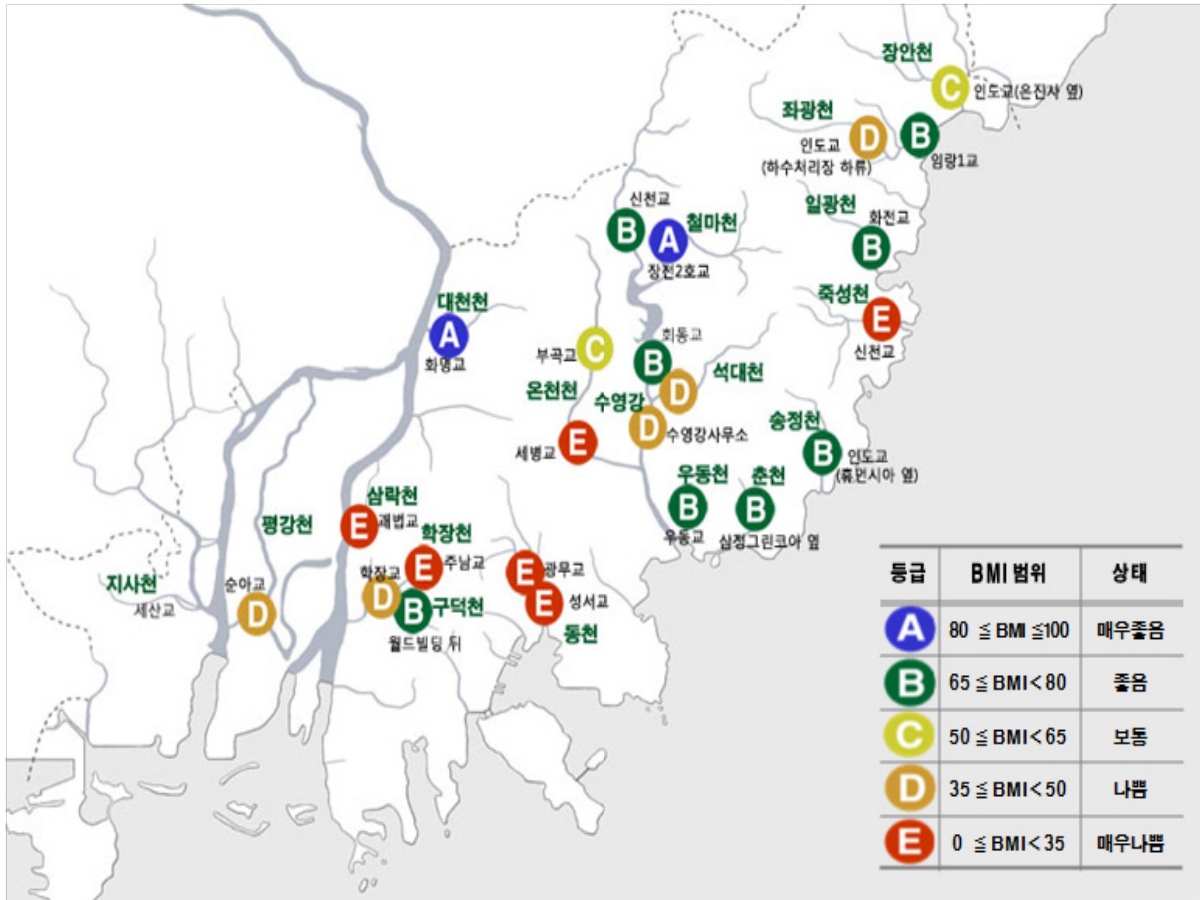 장안천
C
인도교(은진사 옆)
좌광천
D
B
인도교
(하수처리장 하류)
임랑1교
신천교
일광천
화전교
B
A
철마천
B
장전2호교
죽성천
E
신전교
대천천
A
화명교
회동교
부곡교
C
B
석대천
온천천
수영강
D
D
수영강사무소
송정천
세병교
E
B
인도교
(휴먼시아 옆)
우동천
춘천
B
B
우동교
삼정그린코아 옆
삼락천
E
괘법교
평강천
학장천
E
주남교
학장교
E
광무교
지사천
세산교
순아교
D
D
B
구덕천
월드빌딩 뒤
E
성서교
동천
등급 BMI 범위 상태
A 80 ≦ BMI ≦100 매우좋음
B 65 ≦ BMI< 80 좋음
C 50 ≦ BMI< 65 보통
D 35 ≦ BMI< 50 나쁨
E 0 ≦ BMI< 35 매우나쁨